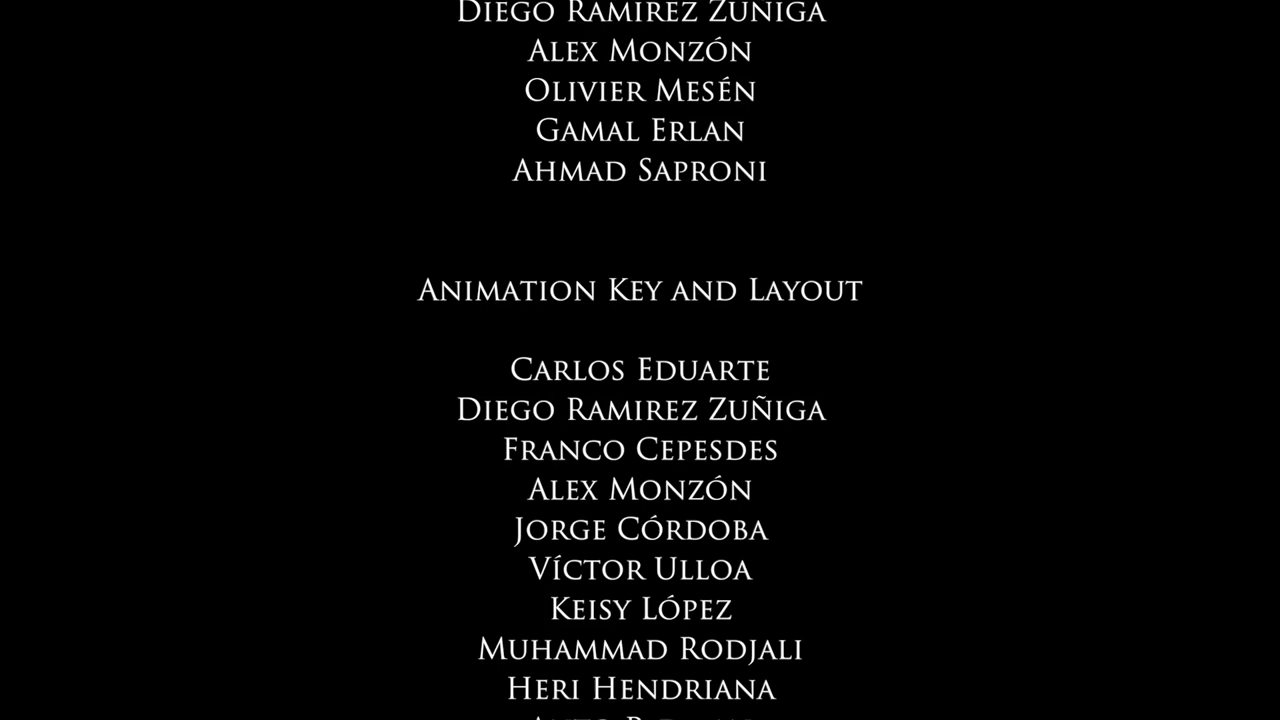 Diego Ramirez Zuñiga
Alex Monzón
Olivier Mesén
Gamal Erlan
Ahmad Saproni
Animation Key and Layout
Carlos Eduarte
Diego Ramirez Zuñiga
Franco Cepesdes
Alex Monzón
Jorge Córdoba
Víctor Ulloa
Keisy López
Muhammad Rodjali
Heri Hendriana